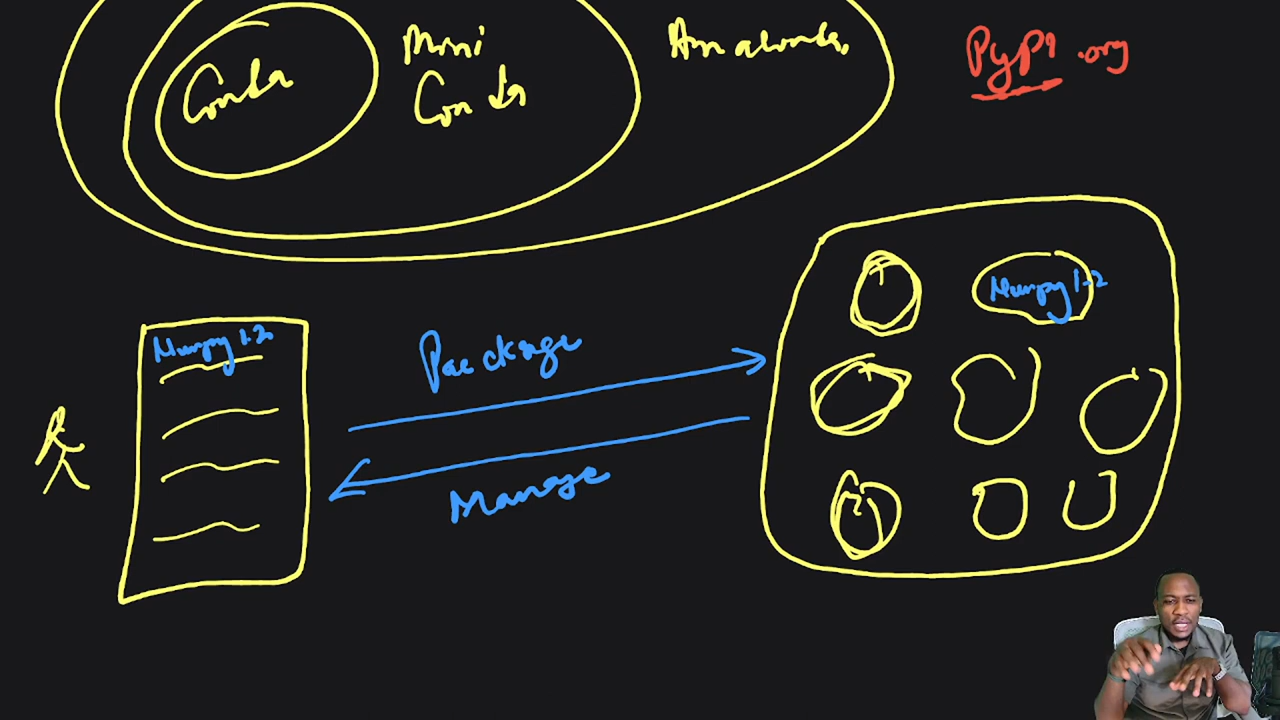 Conda
Mini
Conda
Anaconda
PyPi.org
Numpy 1.2
Package
Manage
Numpy 1.2